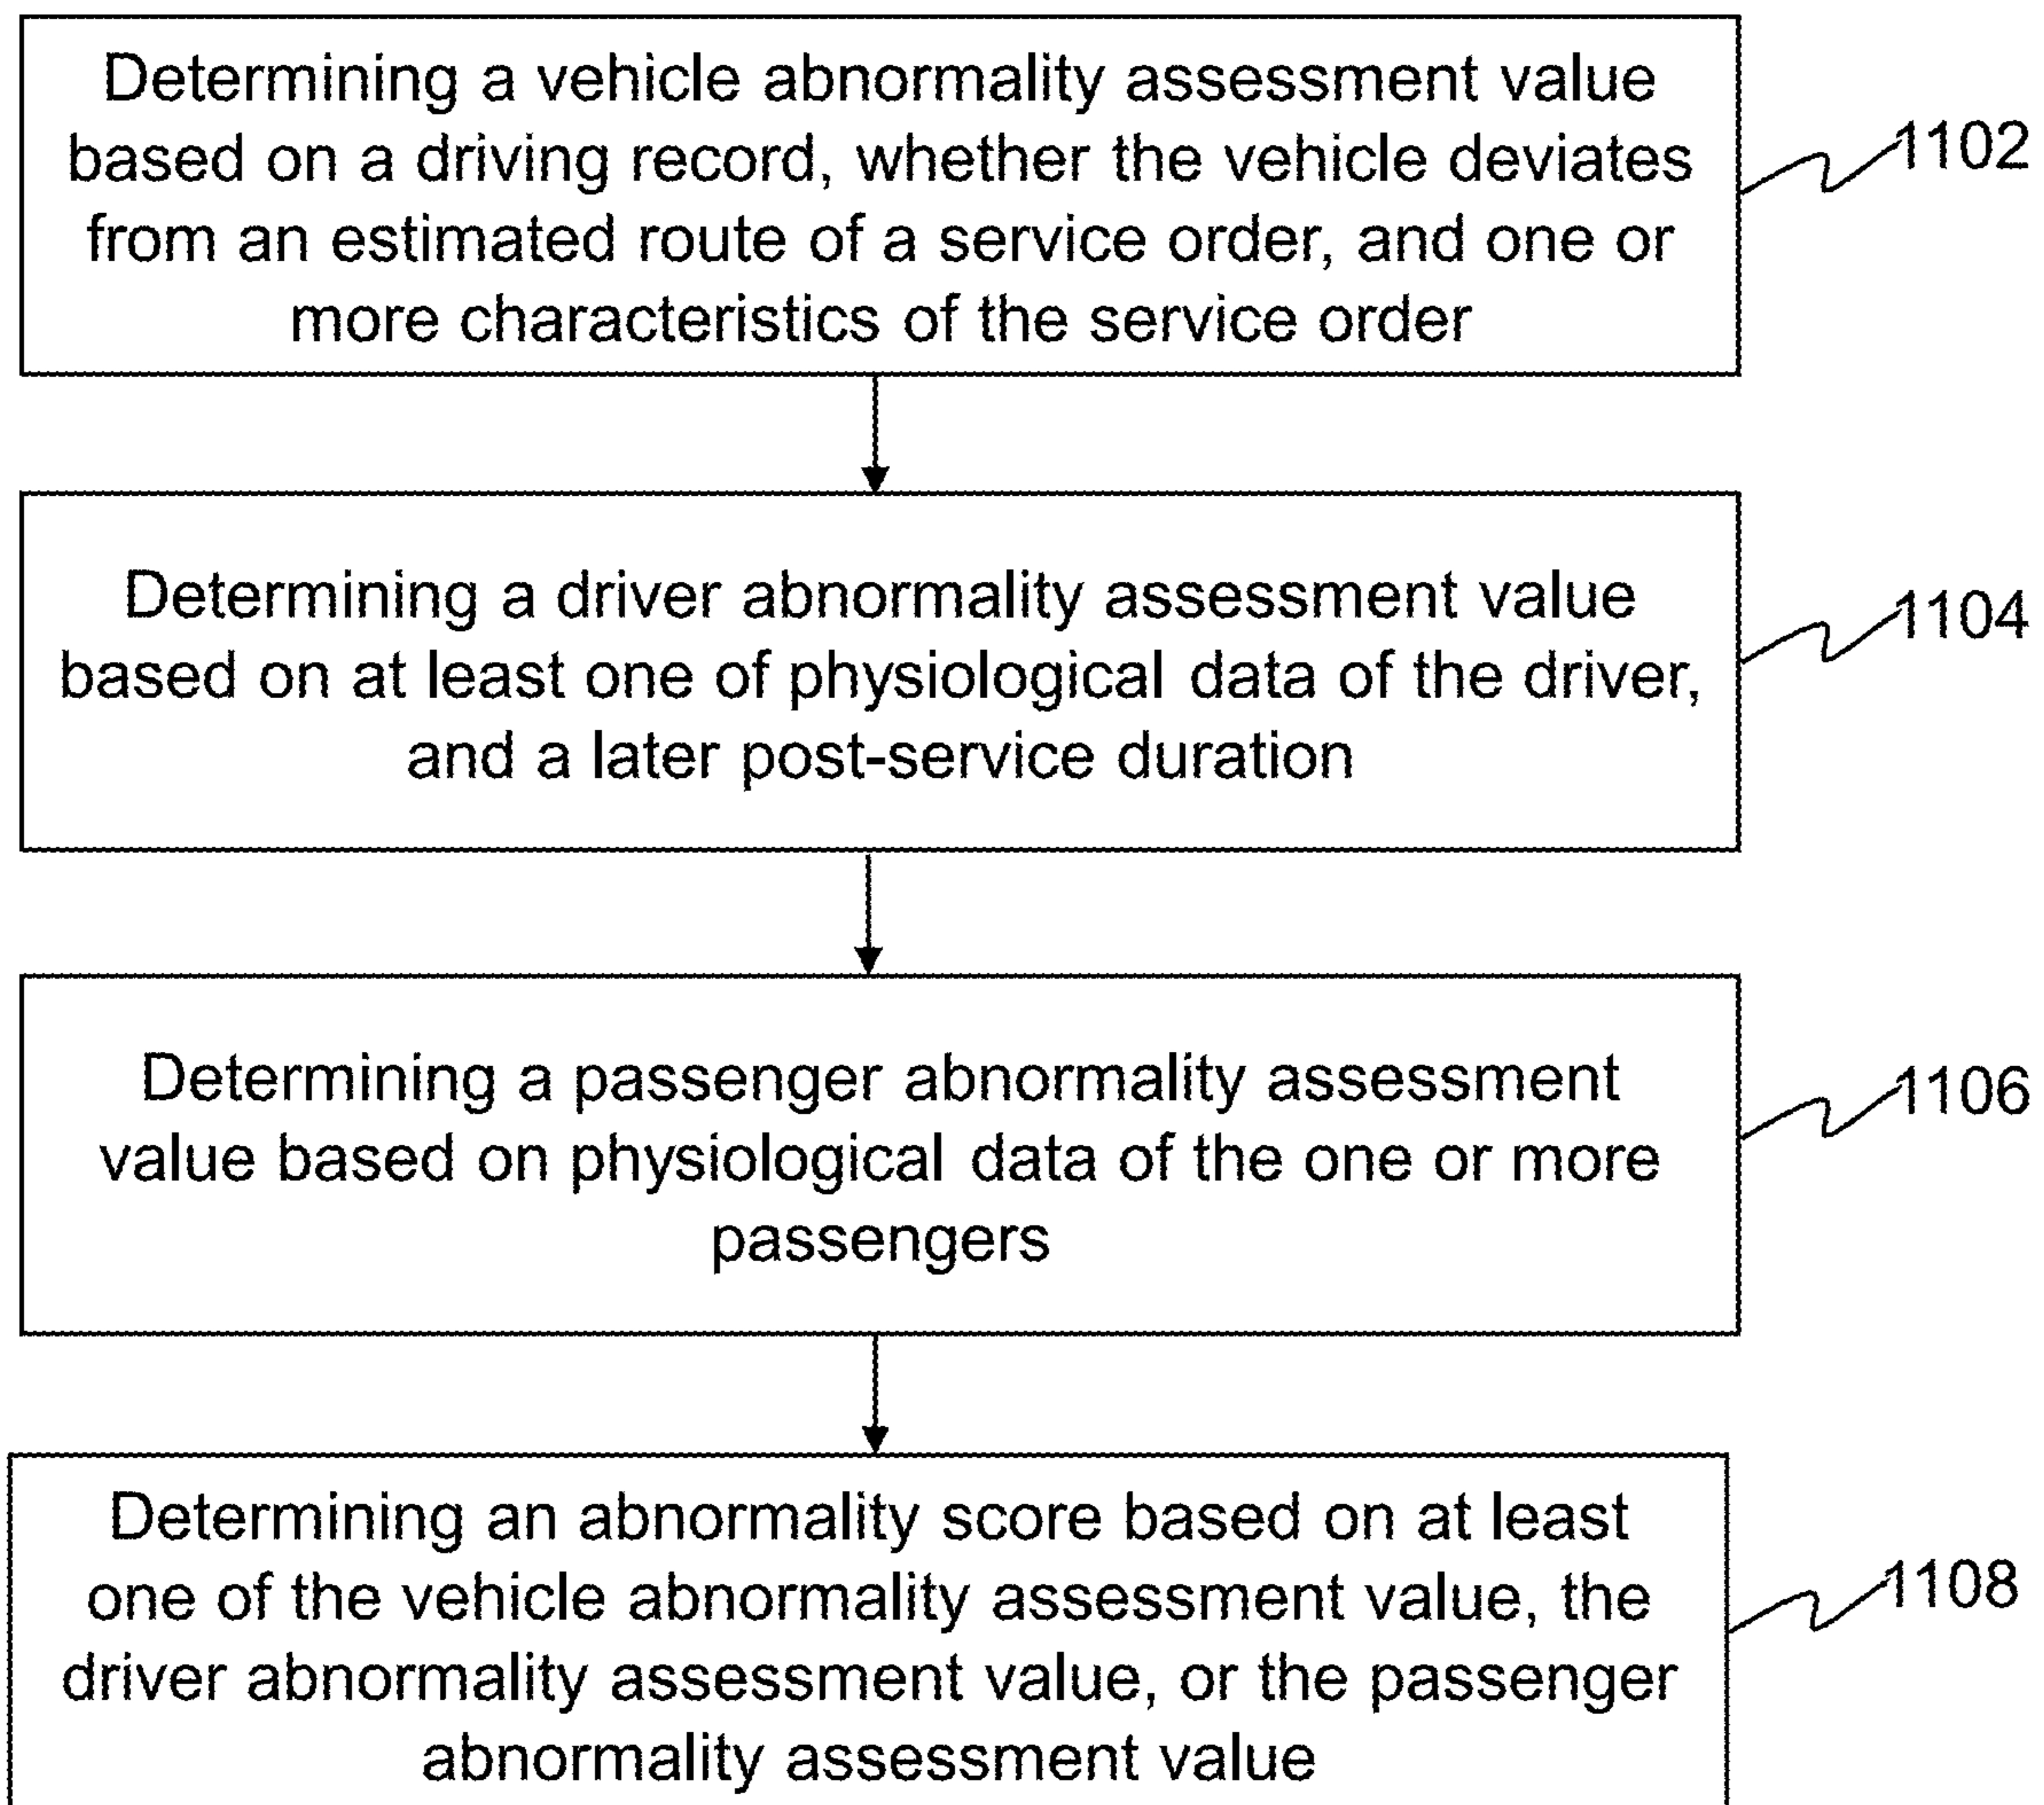 Determining a vehicle abnormality assessment value
based on a driving record, whether the vehicle deviates
from an estimated route of a service order, and one or
more characteristics of the service order
1102
Determining a driver abnormality assessment value
based on at least one of physiological data of the driver,
and a later post-service duration
1104
Determining a passenger abnormality assessment
value based on physiological data of the one or more
passengers
1106
Determining an abnormality score based on at least
one of the vehicle abnormality assessment value, the
driver abnormality assessment value, or the passenger
abnormality assessment value
1108